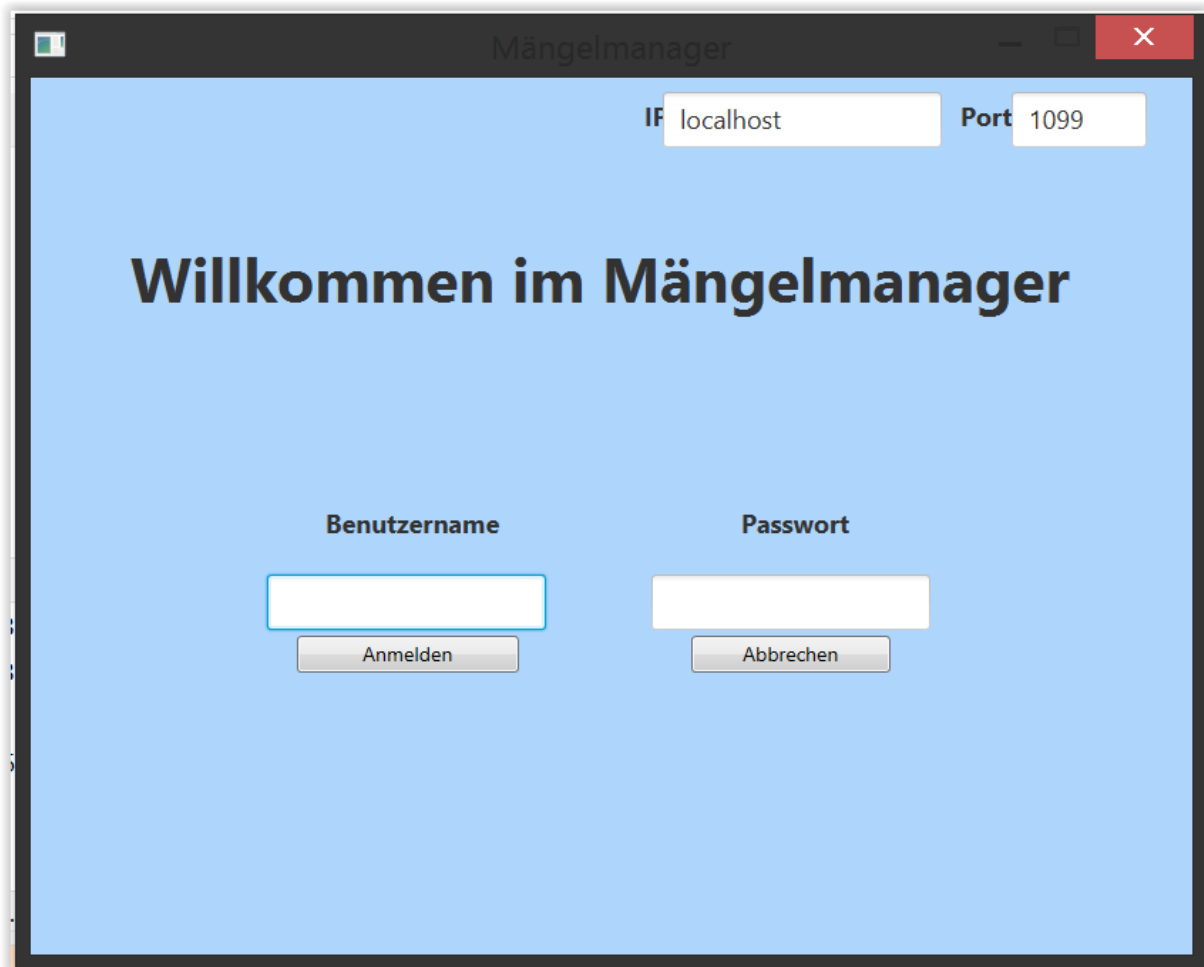 Mängelmanager
IP localhost Port 1099
Willkommen im Mängelmanager
Benutzername Passwort
Anmelden Abbrechen